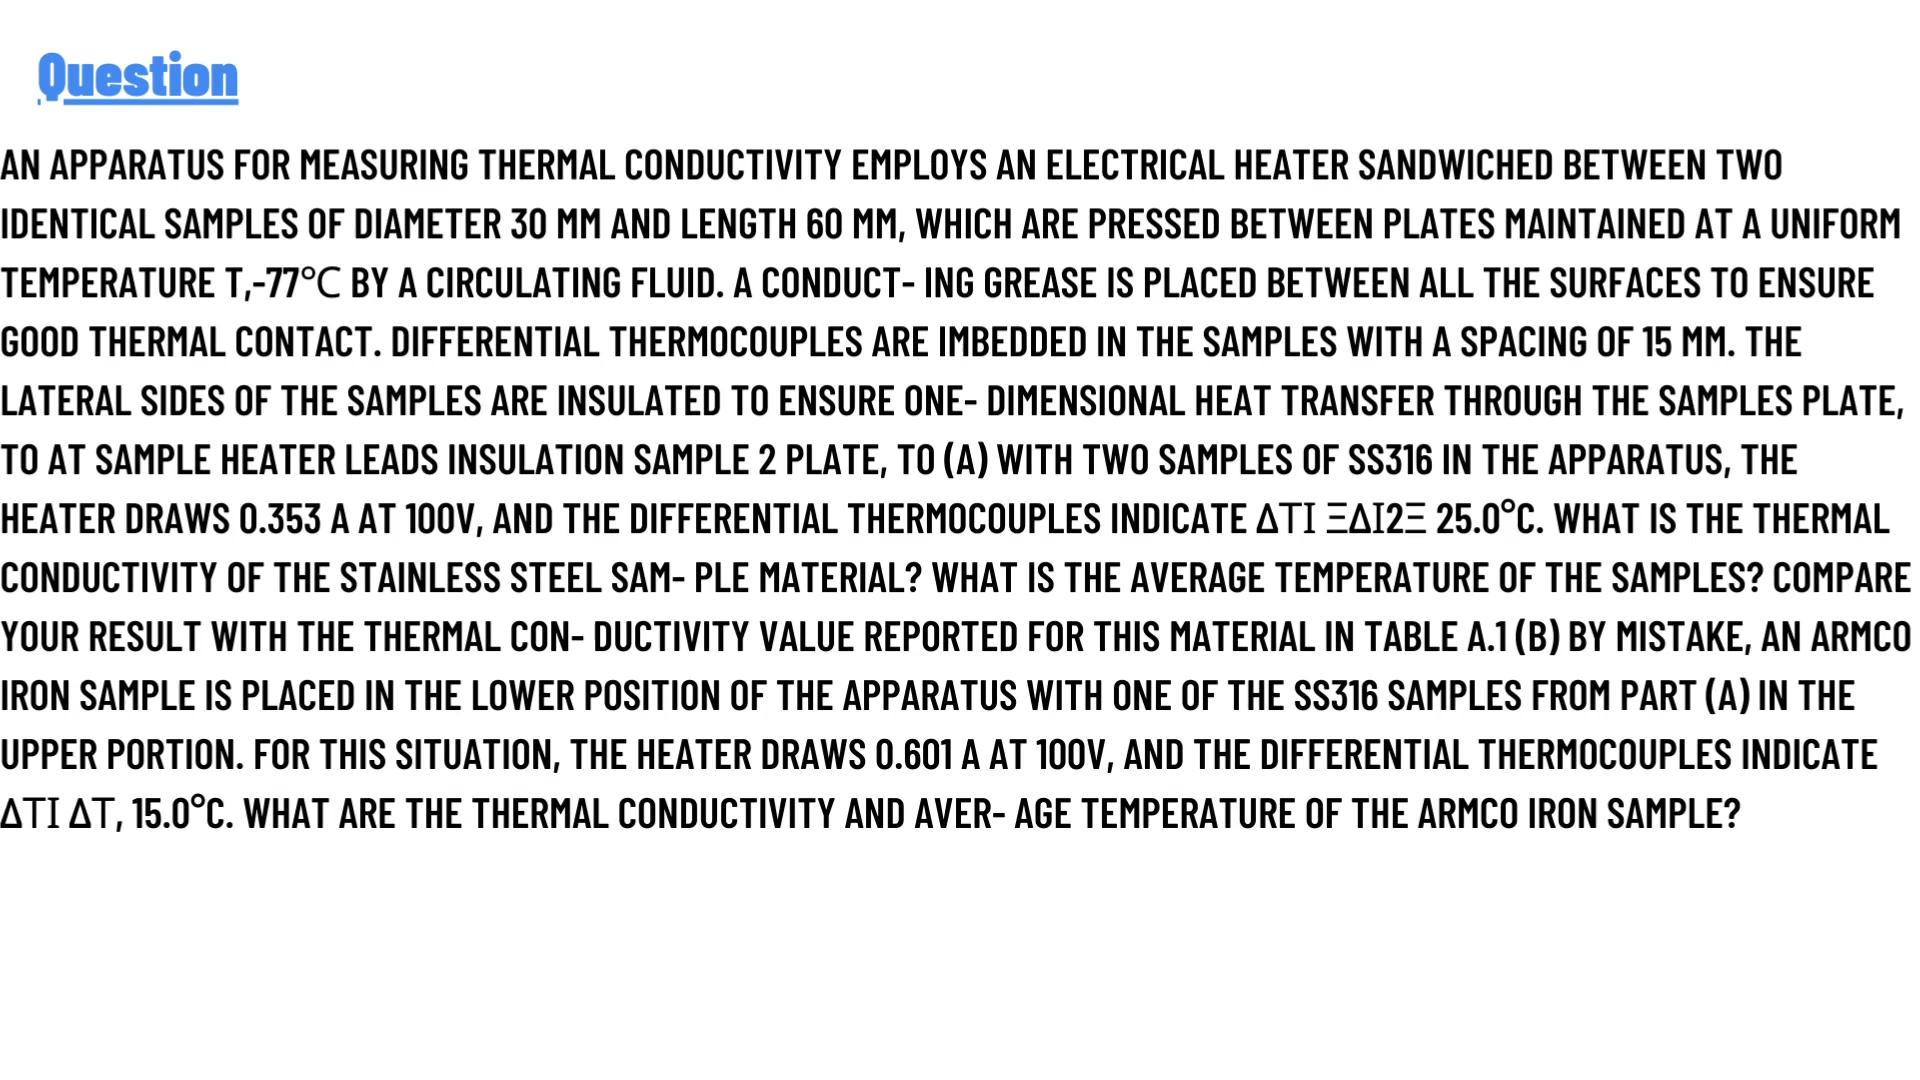 Question
AN APPARATUS FOR MEASURING THERMAL CONDUCTIVITY EMPLOYS AN ELECTRICAL HEATER SANDWICHED BETWEEN TWO
IDENTICAL SAMPLES OF DIAMETER 30 MM AND LENGTH 60 MM, WHICH ARE PRESSED BETWEEN PLATES MAINTAINED AT A UNIFORM
TEMPERATURE T,-77℃ BY A CIRCULATING FLUID. A CONDUCT- ING GREASE IS PLACED BETWEEN ALL THE SURFACES TO ENSURE
GOOD THERMAL CONTACT. DIFFERENTIAL THERMOCOUPLES ARE IMBEDDED IN THE SAMPLES WITH A SPACING OF 15 MM. THE
LATERAL SIDES OF THE SAMPLES ARE INSULATED TO ENSURE ONE- DIMENSIONAL HEAT TRANSFER THROUGH THE SAMPLES PLATE,
TO AT SAMPLE HEATER LEADS INSULATION SAMPLE 2 PLATE, TO (A) WITH TWO SAMPLES OF SS316 IN THE APPARATUS, THE
HEATER DRAWS 0.353 A AT 100V, AND THE DIFFERENTIAL THERMOCOUPLES INDICATE ΔΤΙ ΞΔΙ2Ξ 25.0°C. WHAT IS THE THERMAL
CONDUCTIVITY OF THE STAINLESS STEEL SAM- PLE MATERIAL? WHAT IS THE AVERAGE TEMPERATURE OF THE SAMPLES? COMPARE
YOUR RESULT WITH THE THERMAL CON- DUCTIVITY VALUE REPORTED FOR THIS MATERIAL IN TABLE A.1 (B) BY MISTAKE, AN ARMCO
IRON SAMPLE IS PLACED IN THE LOWER POSITION OF THE APPARATUS WITH ONE OF THE SS316 SAMPLES FROM PART (A) IN THE
UPPER PORTION. FOR THIS SITUATION, THE HEATER DRAWS 0.601 A AT 100V, AND THE DIFFERENTIAL THERMOCOUPLES INDICATE
ΔΤΙ ΔΤ, 15.0°C. WHAT ARE THE THERMAL CONDUCTIVITY AND AVER- AGE TEMPERATURE OF THE ARMCO IRON SAMPLE?